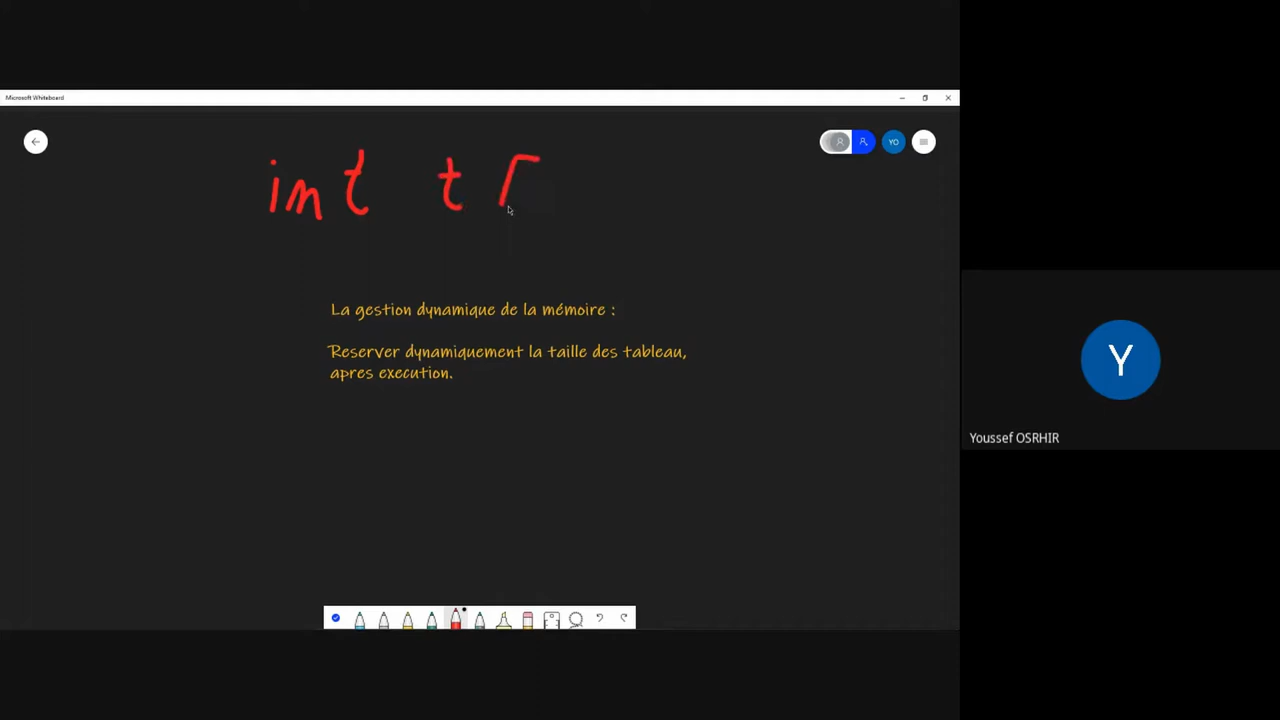 Microsoft Whiteboard
YO
int t [
La gestion dynamique de la mémoire :
Reserver dynamiquement la taille des tableau,
apres execution.
Y
Youssef OSRHIR